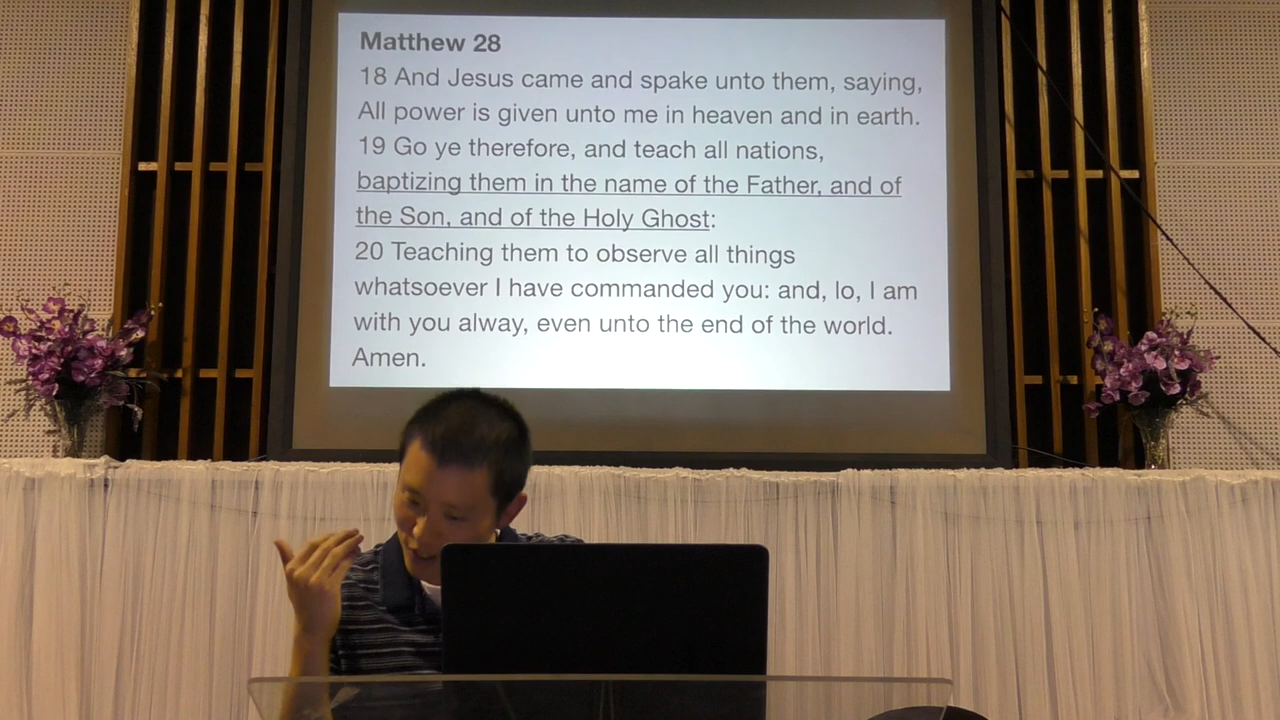 Matthew 28
18 And Jesus came and spake unto them, saying,
All power is given unto me in heaven and in earth.
19 Go ye therefore, and teach all nations,
baptizing them in the name of the Father, and of
the Son, and of the Holy Ghost:
20 Teaching them to observe all things
whatsoever I have commanded you: and, lo, I am
with you alway, even unto the end of the world.
Amen.